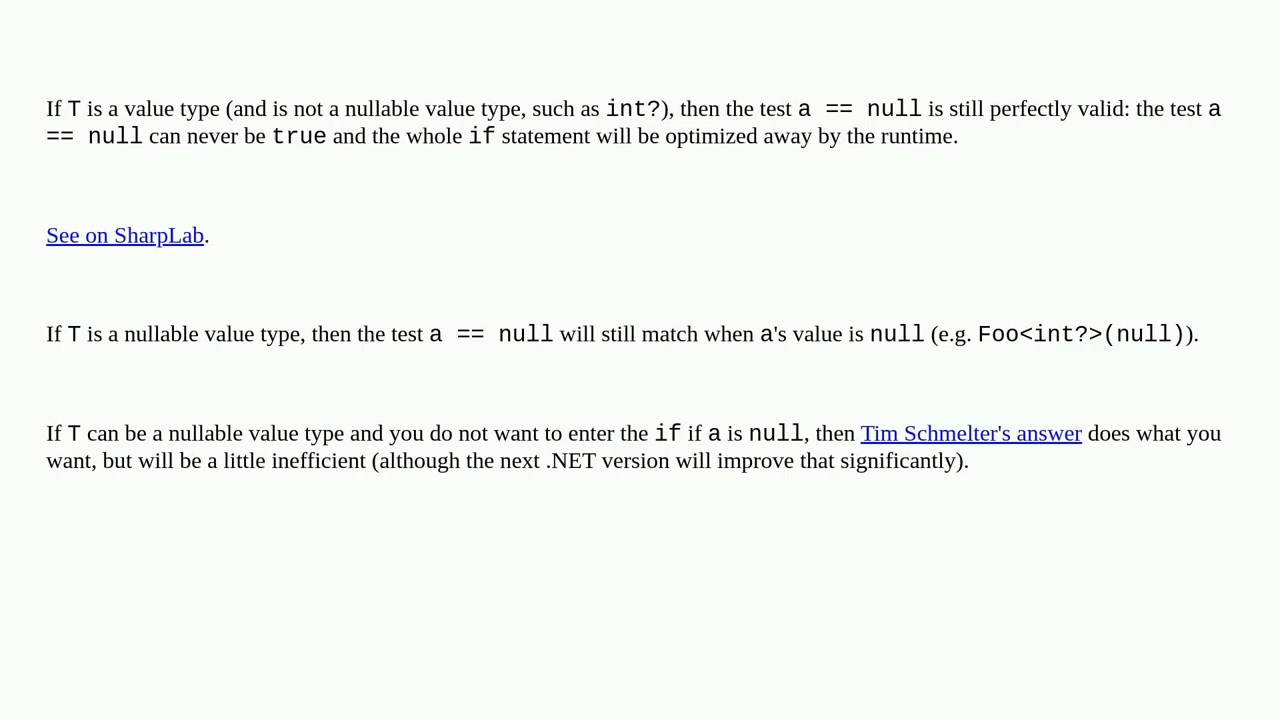 If T is a value type (and is not a nullable value type, such as int?), then the test a == null is still perfectly valid: the test a
== null can never be true and the whole if statement will be optimized away by the runtime.
See on SharpLab.
If T is a nullable value type, then the test a == null will still match when a's value is null (e.g. Foo<int?>(null)).
If T can be a nullable value type and you do not want to enter the if if a is null, then Tim Schmelter's answer does what you
want, but will be a little inefficient (although the next .NET version will improve that significantly).